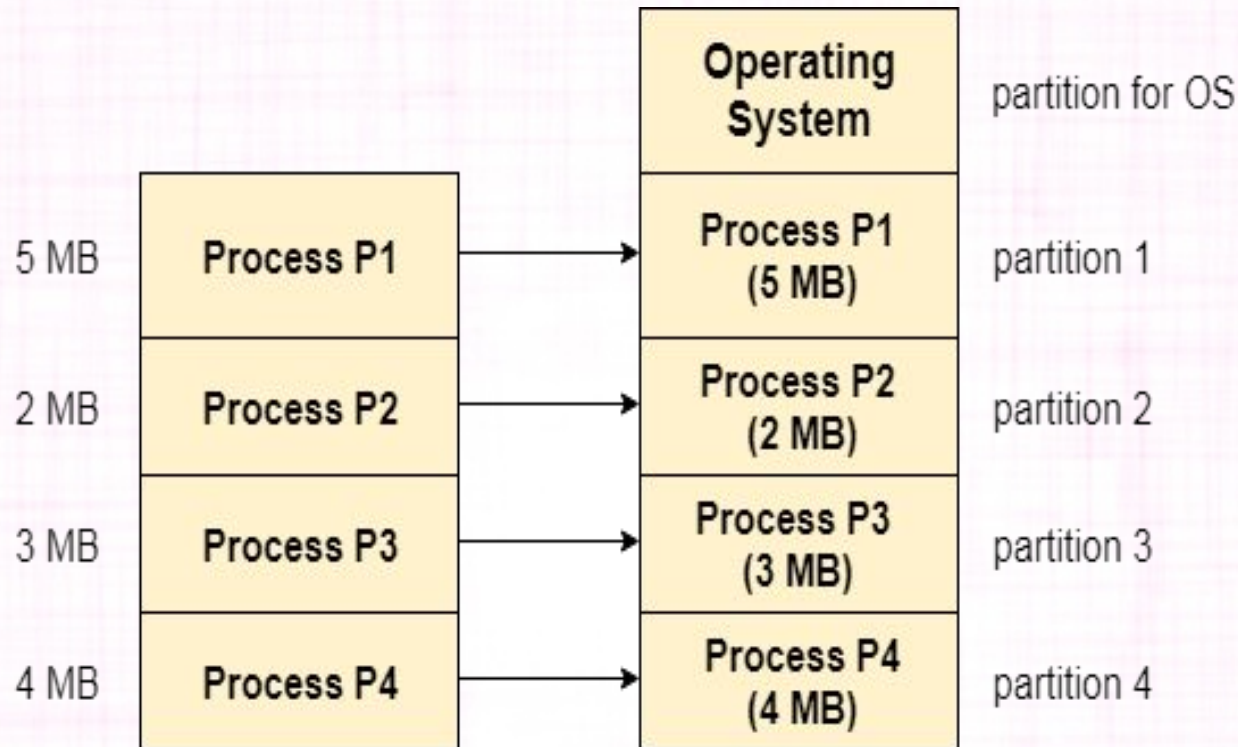 Operating
System
partition for OS
5 MB
Process P1
Process P1
(5 MB)
partition 1
2 MB
Process P2
Process P2
(2 MB)
partition 2
3 MB
Process P3
Process P3
(3 MB)
partition 3
4 MB
Process P4
Process P4
(4 MB)
partition 4